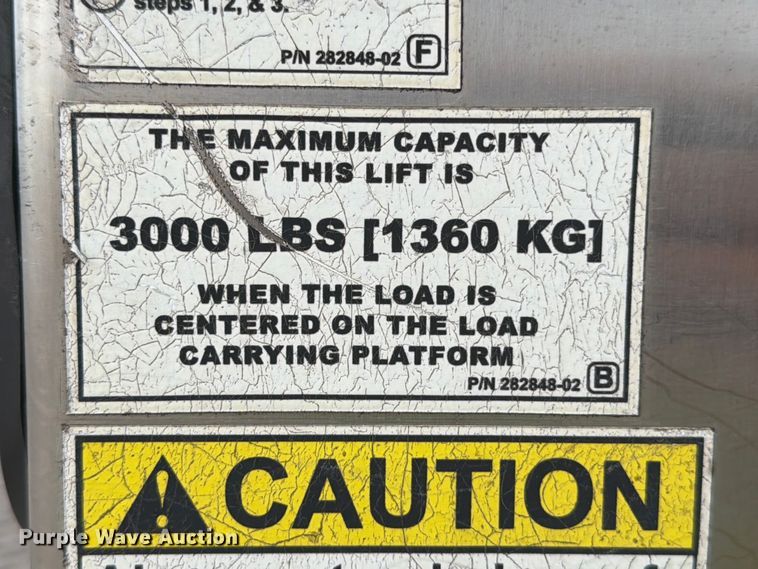 steps 1, 2, & 3.
P/N 282848-02 F
THE MAXIMUM CAPACITY
OF THIS LIFT IS
3000 LBS [1360 KG]
WHEN THE LOAD IS
CENTERED ON THE LOAD
CARRYING PLATFORM
P/N 282848-02 B
CAUTION
Purple Wave Auction